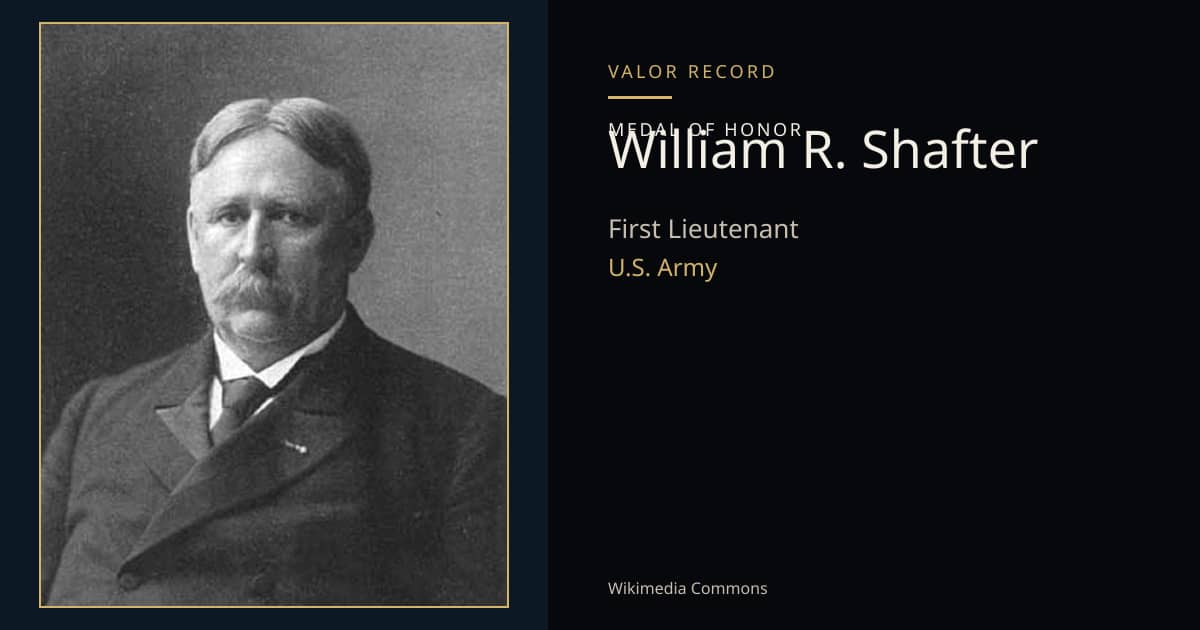 VALOR RECORD
MEDAL OF HONOR
William R. Shafter
First Lieutenant
U.S. Army
Wikimedia Commons